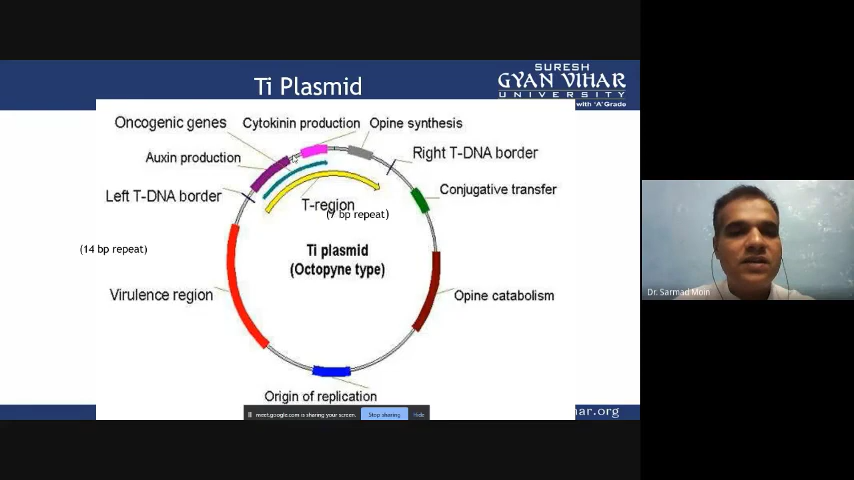 Ti Plasmid
SURESH
GYAN VIHAR
UNIVERSITY
with 'A' Grade
Oncogenic genes
Cytokinin production
Opine synthesis
Auxin production
Right T-DNA border
Left T-DNA border
Conjugative transfer
T-region
(7 bp repeat)
(14 bp repeat)
Ti plasmid
(Octopyne type)
Virulence region
Opine catabolism
Origin of replication
meet.google.com is sharing your screen.
Stop sharing
Hide
ar.org
Dr. Sarmad Moin